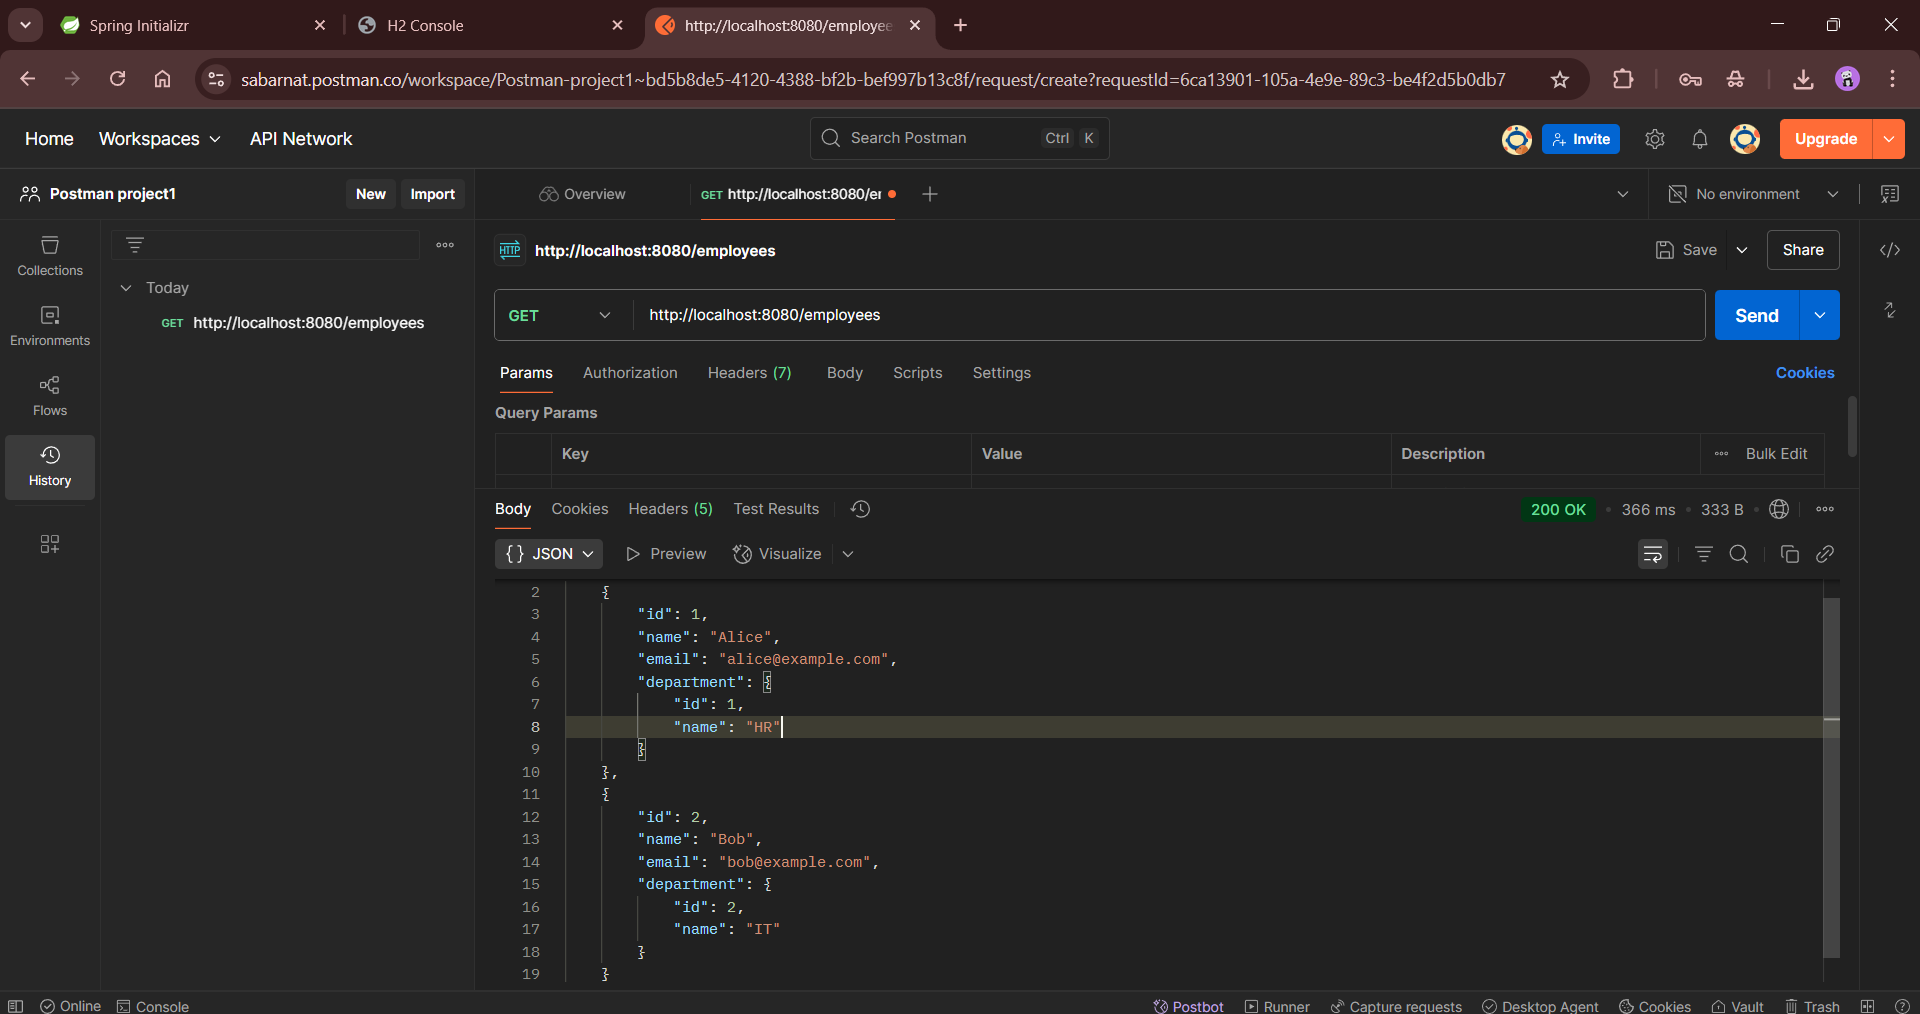 Spring Initializr
H2 Console
http://localhost:8080/employee
sabarnat.postman.co/workspace/Postman-project1~bd5b8de5-4120-4388-bf2b-bef997b13c8f/request/create?requestId=6ca13901-105a-4e9e-89c3-be4f2d5b0db7
Home Workspaces API Network
Search Postman Ctrl K
Invite Upgrade
Postman project1 New Import
Overview GET http://localhost:8080/er
No environment
Collections
Environments
Flows
History
Today
GET http://localhost:8080/employees
HTTP http://localhost:8080/employees
Save Share
GET http://localhost:8080/employees Send
Params Authorization Headers (7) Body Scripts Settings Cookies
Query Params
Key Value Description Bulk Edit
Body Cookies Headers (5) Test Results 200 OK 366 ms 333 B
{} JSON Preview Visualize
2 {
3 "id": 1,
4 "name": "Alice",
5 "email": "alice@example.com",
6 "department": {
7 "id": 1,
8 "name": "HR"
9 }
10 },
11 {
12 "id": 2,
13 "name": "Bob",
14 "email": "bob@example.com",
15 "department": {
16 "id": 2,
17 "name": "IT"
18 }
19 }
Online Console Postbot Runner Capture requests Desktop Agent Cookies Vault Trash